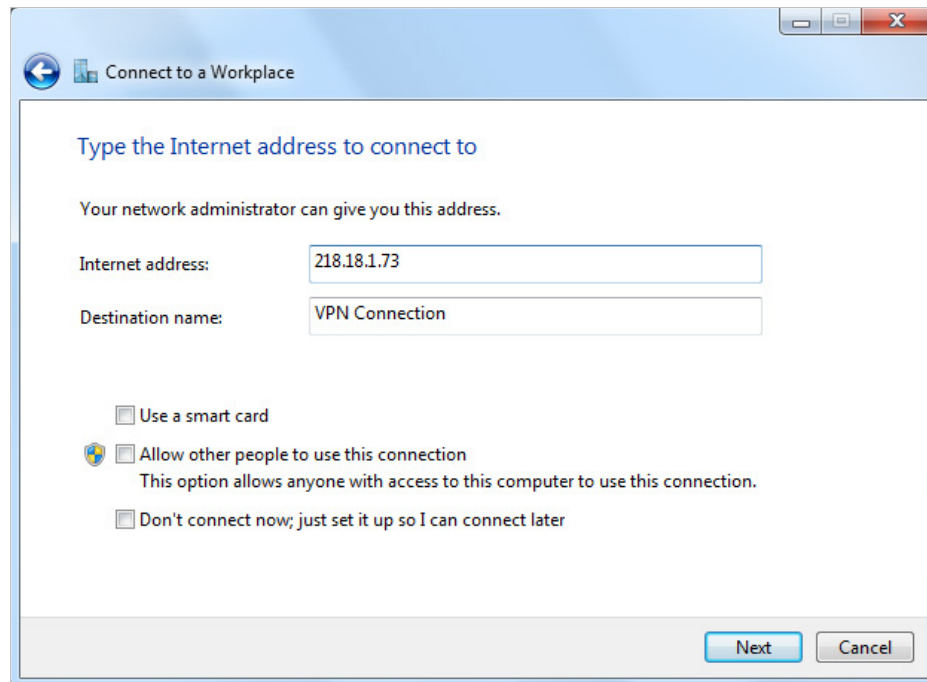 Connect to a Workplace
Type the Internet address to connect to
Your network administrator can give you this address.
Internet address: 218.18.1.73
Destination name: VPN Connection
Use a smart card
Allow other people to use this connection
This option allows anyone with access to this computer to use this connection.
Don't connect now; just set it up so I can connect later
Next Cancel